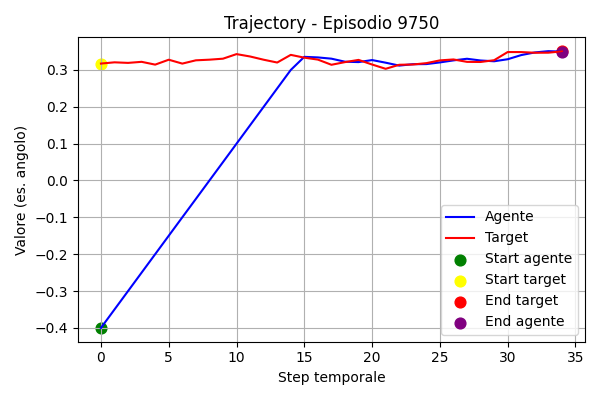 Trajectory - Episodio 9750
Valore (es. angolo)
0.3
0.2
0.1
0.0
−0.1
−0.2
−0.3
−0.4
Agente
Target
Start agente
Start target
End target
End agente
0 5 10 15 20 25 30 35
Step temporale